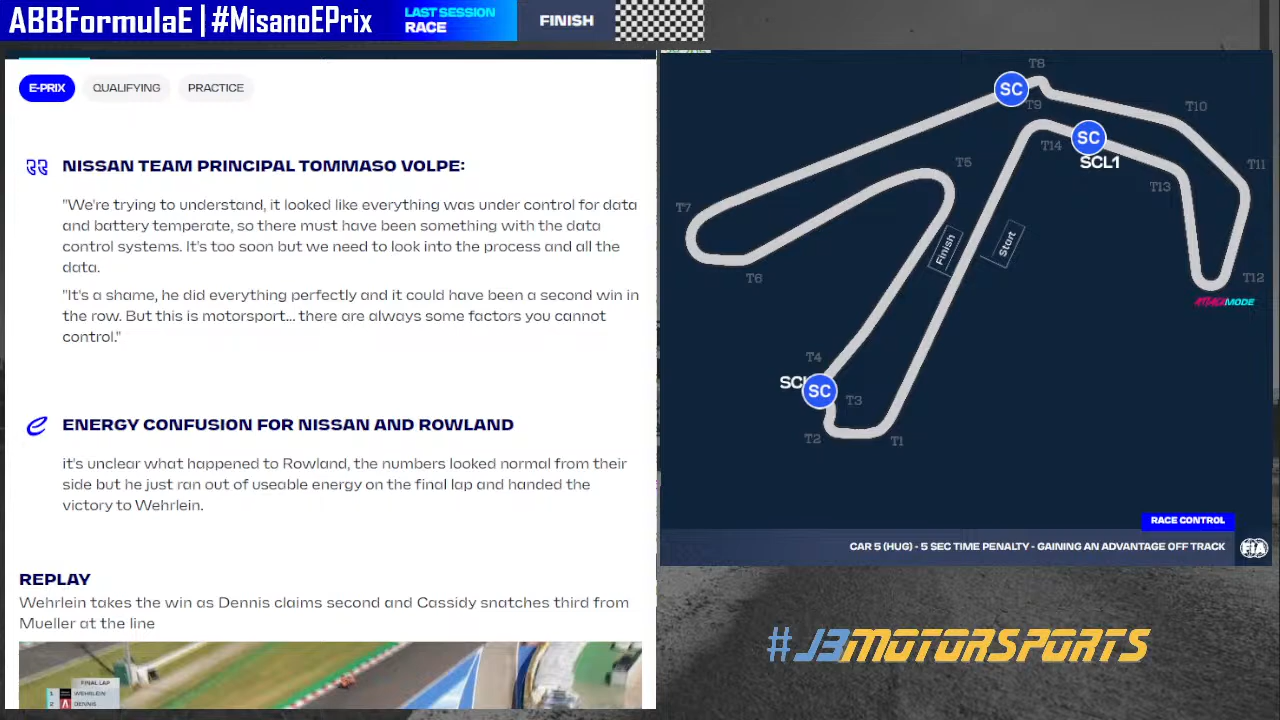 ABBFormulaE | #MisanoEPrix
LAST SESSION
RACE
FINISH
E-PRIX
QUALIFYING
PRACTICE
NISSAN TEAM PRINCIPAL TOMMASO VOLPE:
"We're trying to understand, it looked like everything was under control for data
and battery temperate, so there must have been something with the data
control systems. It's too soon but we need to look into the process and all the
data.
"It's a shame, he did everything perfectly and it could have been a second win in
the row. But this is motorsport... there are always some factors you cannot
control."
ENERGY CONFUSION FOR NISSAN AND ROWLAND
it's unclear what happened to Rowland, the numbers looked normal from their
side but he just ran out of useable energy on the final lap and handed the
victory to Wehrlein.
REPLAY
Wehrlein takes the win as Dennis claims second and Cassidy snatches third from
Mueller at the line
FINAL LAP
1 WEHRLEIN
2 DENNIS
T8
SC
T9
T10
SC
T14
SCL1
T11
T13
T5
T7
Finish
Start
T6
T12
ATTACK MODE
T4
SC
T3
T2
T1
RACE CONTROL
CAR 5 (HUG) - 5 SEC TIME PENALTY - GAINING AN ADVANTAGE OFF TRACK
FIA
#JBMOTORSPORTS